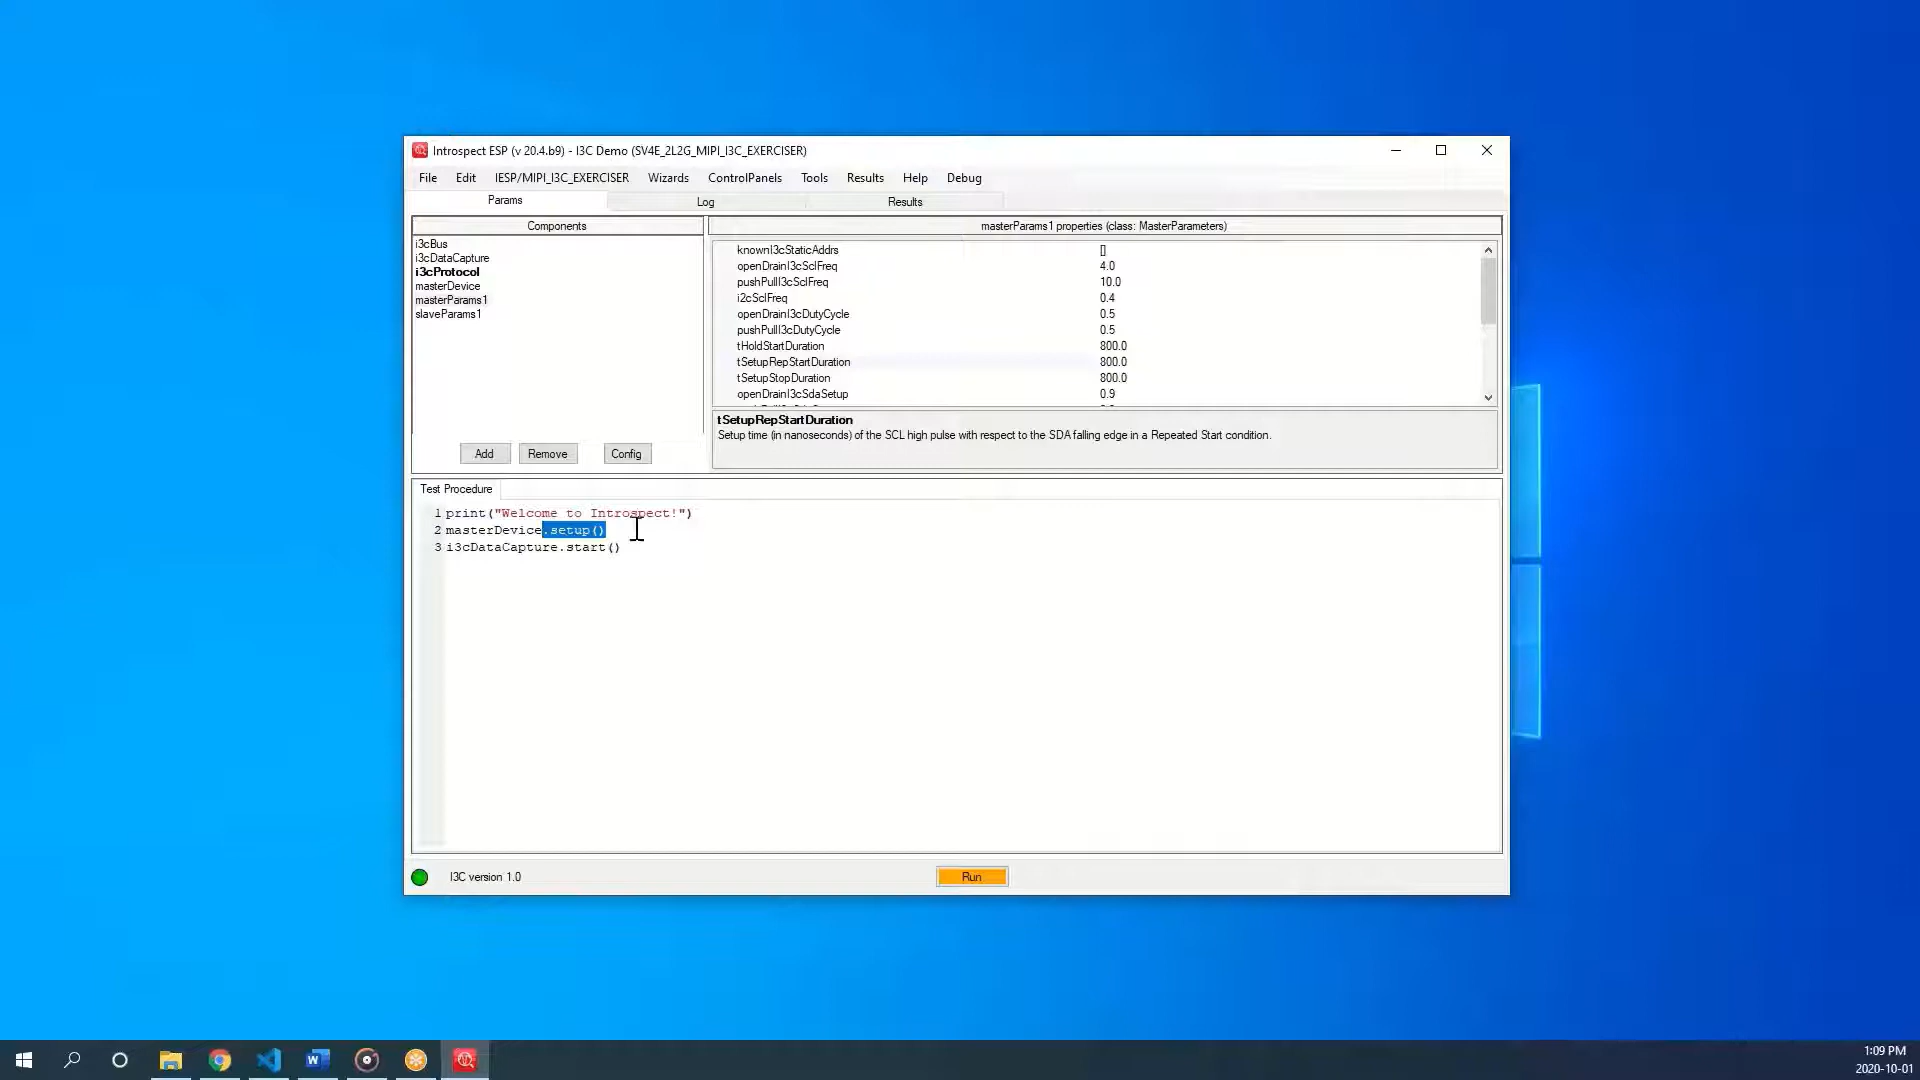 Introspect ESP (v 20.4.b9) - I3C Demo (SV4E_2L2G_MIPI_I3C_EXERCISER)
File Edit IESP/MIPI_I3C_EXERCISER Wizards ControlPanels Tools Results Help Debug
Params Log Results
Components
i3cBus
i3cDataCapture
i3cProtocol
masterDevice
masterParams1
slaveParams1
Add Remove Config
masterParams1 properties (class: MasterParameters)
knownI3cStaticAddrs []
openDrainI3cSclFreq 4.0
pushPullI3cSclFreq 10.0
i2cSclFreq 0.4
openDrainI3cDutyCycle 0.5
pushPullI3cDutyCycle 0.5
tHoldStartDuration 800.0
tSetupRepStartDuration 800.0
tSetupStopDuration 800.0
openDrainI3cSdaSetup 0.9
tSetupRepStartDuration
Setup time (in nanoseconds) of the SCL high pulse with respect to the SDA falling edge in a Repeated Start condition.
Test Procedure
1 print("Welcome to Introspect!")
2 masterDevice.setup()
3 i3cDataCapture.start()
I3C version 1.0
Run
1:09 PM
2020-10-01